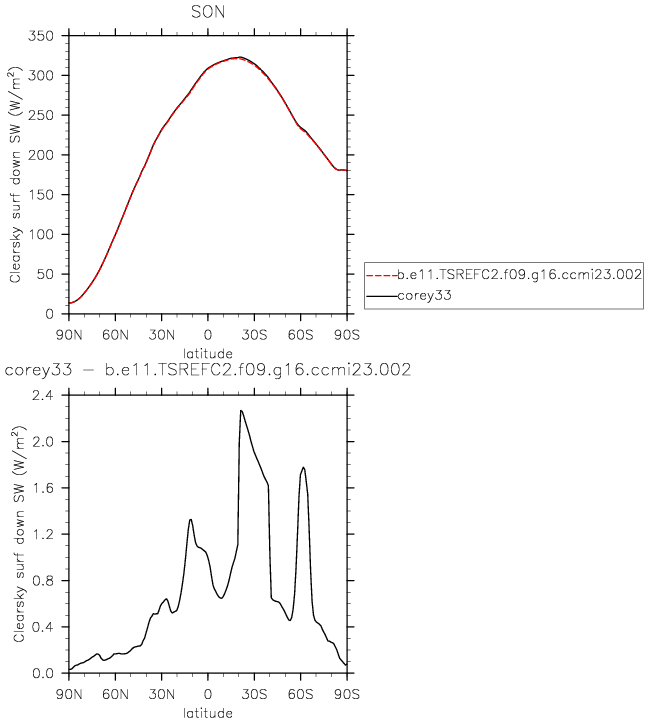 SON
Clearsky surf down SW (W/m²)
350
300
250
200
150
100
50
0
90N 60N 30N 0 30S 60S 90S
latitude
b.e11.TSREFC2.f09.g16.ccmi23.002
corey33
corey33 − b.e11.TSREFC2.f09.g16.ccmi23.002
Clearsky surf down SW (W/m²)
2.4
2.0
1.6
1.2
0.8
0.4
0.0
90N 60N 30N 0 30S 60S 90S
latitude